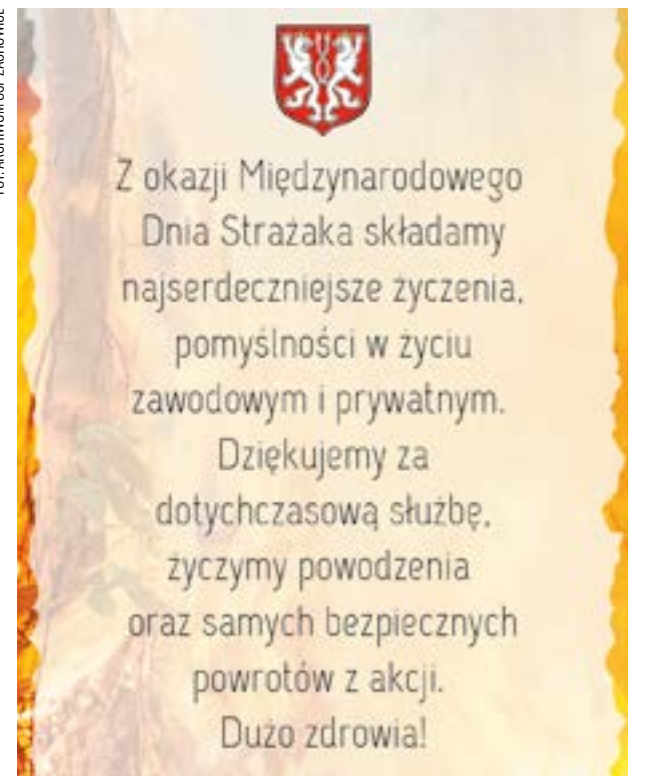 Z okazji Międzynarodowego
Dnia Strażaka składamy
najserdeczniejsze życzenia,
pomyślności w życiu
zawodowym i prywatnym.
Dziękujemy za
dotychczasową służbę,
życzymy powodzenia
oraz samych bezpiecznych
powrotów z akcji.
Dużo zdrowia!